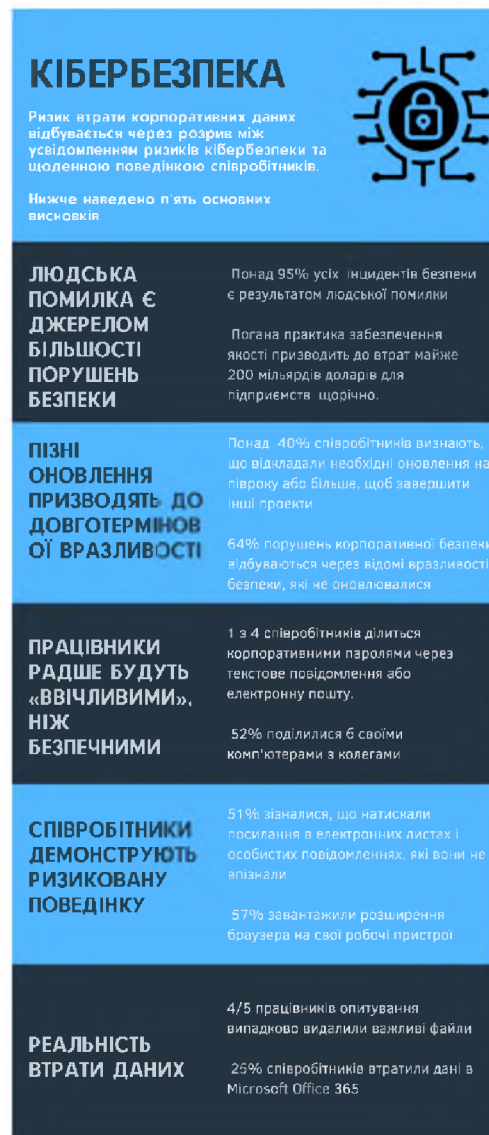 КІБЕРБЕЗПЕКА
Ризик втрати корпоративних даних
відбувається через розрив між
усвідомленням ризиків кібербезпеки та
щоденною поведінкою співробітників.
Нижче наведено п'ять основних
висновків
ЛЮДСЬКА
ПОМИЛКА Є
ДЖЕРЕЛОМ
БІЛЬШОСТІ
ПОРУШЕНЬ
БЕЗПЕКИ
Понад 95% усіх інцидентів безпеки
є результатом людської помилки
Погана практика забезпечення
якості призводить до втрат майже
200 мільярдів доларів для
підприємств щорічно.
ПІЗНІ
ОНОВЛЕННЯ
ПРИЗВОДЯТЬ ДО
ДОВГОТЕРМІНОВ
ОЇ ВРАЗЛИВОСТІ
Понад 40% співробітників визнають,
що відкладали необхідні оновлення на
півроку або більше, щоб завершити
інші проекти
64% порушень корпоративної безпеки
відбуваються через відомі вразливості
безпеки, які не оновлювалися
ПРАЦІВНИКИ
РАДШЕ БУДУТЬ
«ВВІЧЛИВИМИ»,
НІЖ
БЕЗПЕЧНИМИ
1 з 4 співробітників ділиться
корпоративними паролями через
текстове повідомлення або
електронну пошту.
52% поділилися б своїми
комп'ютерами з колегами
СПІВРОБІТНИКИ
ДЕМОНСТРУЮТЬ
РИЗИКОВАНУ
ПОВЕДІНКУ
51% зізналися, що натискали
посилання в електронних листах і
особистих повідомленнях, які вони не
впізнали
57% завантажили розширення
браузера на свої робочі пристрої
РЕАЛЬНІСТЬ
ВТРАТИ ДАНИХ
4/5 працівників опитування
випадково видалили важливі файли
25% співробітників втратили дані в
Microsoft Office 365